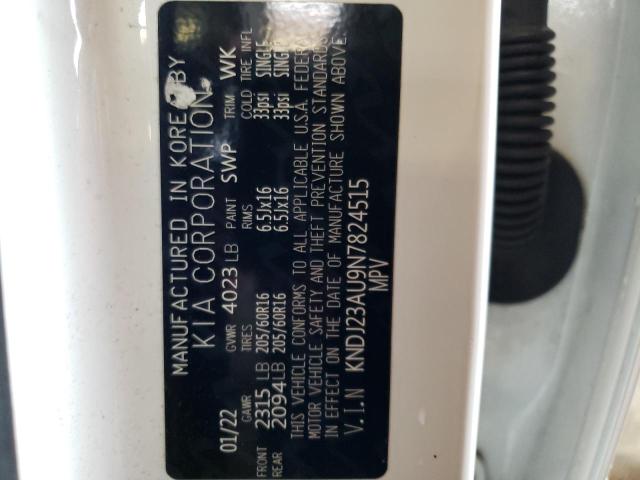 MANUFACTURED IN KOREA BY
KIA CORPORATION
01/22 GVWR 4023 LB PAINT SWP TRIM WK
GAWR TIRES RIMS COLD TIRE INFL
FRONT 2315 LB 205/60R16 6.5Jx16 33psi SINGLE
REAR 2094 LB 205/60R16 6.5Jx16 33psi SINGLE
THIS VEHICLE CONFORMS TO ALL APPLICABLE U.S.A. FEDERAL
MOTOR VEHICLE SAFETY AND THEFT PREVENTION STANDARDS
IN EFFECT ON THE DATE OF MANUFACTURE SHOWN ABOVE.
V.I.N KNDJ23AU9N7824515
MPV